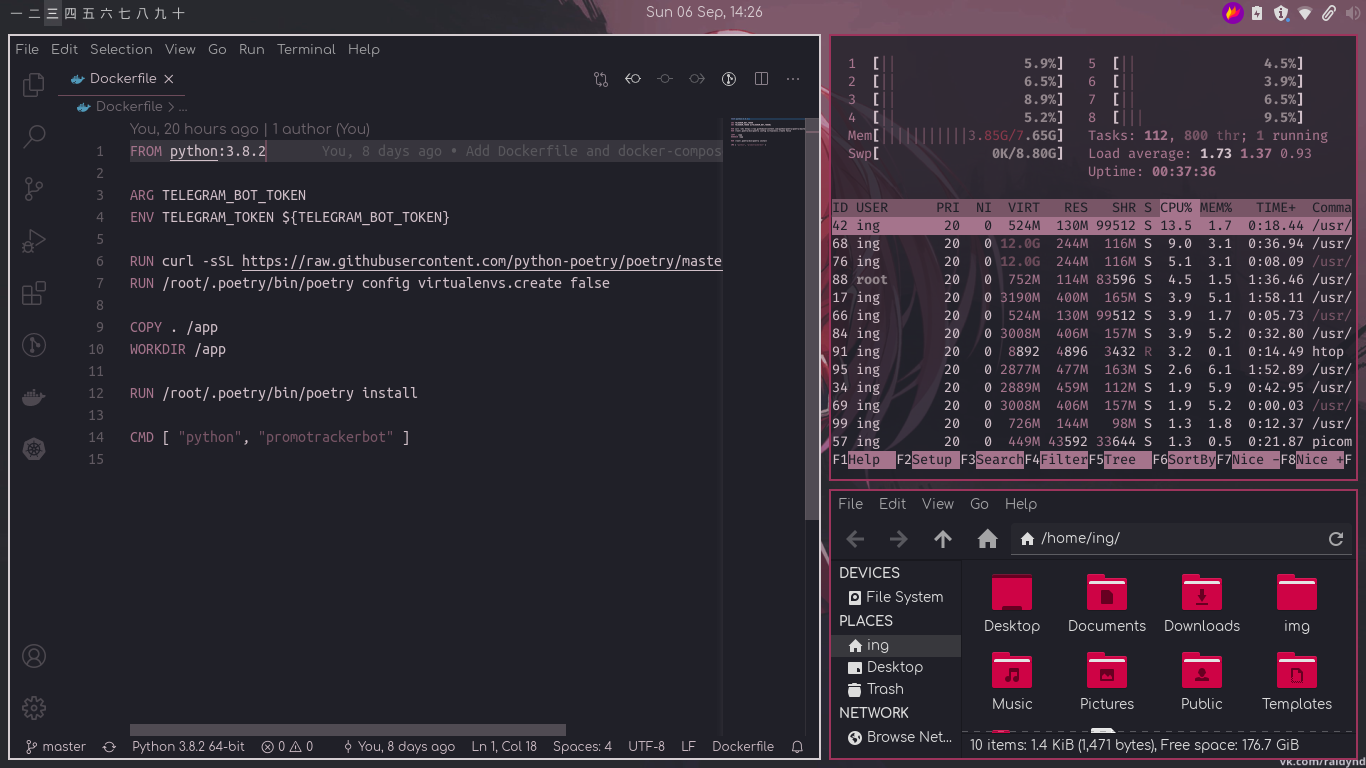 一 二 三 四 五 六 七 八 九 十
Sun 06 Sep, 14:26
File Edit Selection View Go Run Terminal Help
Dockerfile
Dockerfile > ...
You, 20 hours ago | 1 author (You)
1 FROM python:3.8.2 You, 8 days ago • Add Dockerfile and docker-compos
2
3 ARG TELEGRAM_BOT_TOKEN
4 ENV TELEGRAM_TOKEN ${TELEGRAM_BOT_TOKEN}
5
6 RUN curl -sSL https://raw.githubusercontent.com/python-poetry/poetry/maste
7 RUN /root/.poetry/bin/poetry config virtualenvs.create false
8
9 COPY . /app
10 WORKDIR /app
11
12 RUN /root/.poetry/bin/poetry install
13
14 CMD [ "python", "promotrackerbot" ]
15
master Python 3.8.2 64-bit 0 0 You, 8 days ago Ln 1, Col 18 Spaces: 4 UTF-8 LF Dockerfile
1 [|| 5.9%] 5 [|| 4.5%]
2 [|| 6.5%] 6 [|| 3.9%]
3 [|| 8.9%] 7 [|| 6.5%]
4 [|| 5.2%] 8 [||| 9.5%]
Mem[|||||||||||3.85G/7.65G] Tasks: 112, 800 thr; 1 running
Swp[ 0K/8.80G] Load average: 1.73 1.37 0.93
Uptime: 00:37:36
ID USER PRI NI VIRT RES SHR S CPU% MEM% TIME+ Comma
42 ing 20 0 524M 130M 99512 S 13.5 1.7 0:18.44 /usr/
68 ing 20 0 12.0G 244M 116M S 9.0 3.1 0:36.94 /usr/
76 ing 20 0 12.0G 244M 116M S 5.1 3.1 0:08.09 /usr/
88 root 20 0 752M 114M 83596 S 4.5 1.5 1:36.46 /usr/
17 ing 20 0 3190M 400M 165M S 3.9 5.1 1:58.11 /usr/
66 ing 20 0 524M 130M 99512 S 3.9 1.7 0:05.73 /usr/
84 ing 20 0 3008M 406M 157M S 3.9 5.2 0:32.80 /usr/
91 ing 20 0 8892 4896 3432 R 3.2 0.1 0:14.49 htop
95 ing 20 0 2877M 477M 163M S 2.6 6.1 1:52.89 /usr/
34 ing 20 0 2889M 459M 112M S 1.9 5.9 0:42.95 /usr/
69 ing 20 0 3008M 406M 157M S 1.9 5.2 0:00.03 /usr/
99 ing 20 0 726M 144M 98M S 1.3 1.8 0:12.37 /usr/
57 ing 20 0 449M 43592 33644 S 1.3 0.5 0:21.87 picom
F1Help F2Setup F3SearchF4FilterF5Tree F6SortByF7Nice -F8Nice +F
File Edit View Go Help
/home/ing/
DEVICES
File System
PLACES
ing
Desktop
Trash
NETWORK
Browse Net...
Desktop Documents Downloads img
Music Pictures Public Templates
10 items: 1.4 KiB (1,471 bytes), Free space: 176.7 GiB